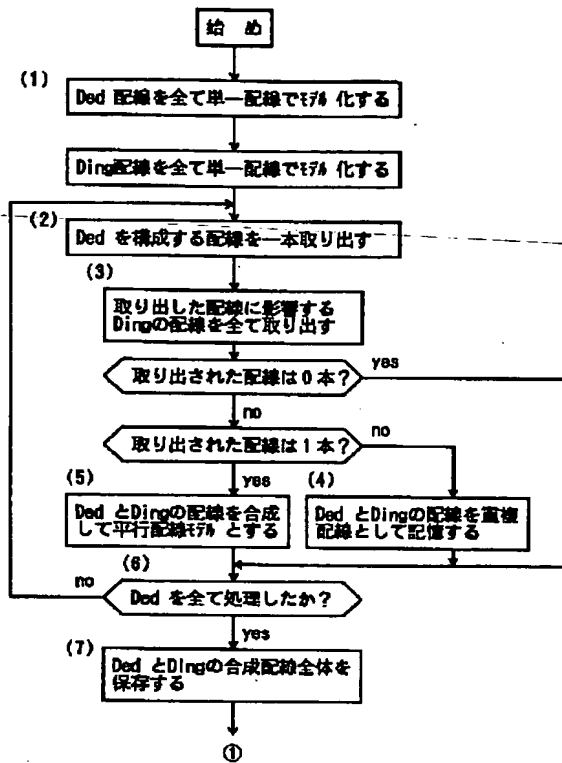 始 め
(1)
Ded 配線を全て単一配線でモデル 化する
Ding配線を全て単一配線でモデル 化する
(2)
Ded を構成する配線を一本取り出す
(3)
取り出した配線に影響する
Dingの配線を全て取り出す
取り出された配線は0本?
yes
no
取り出された配線は1本?
no
yes
(5)
Ded とDingの配線を合成
して平行配線モデル とする
(4)
Ded とDingの配線を重複
配線として記憶する
(6)
no
Ded を全て処理したか?
yes
(7)
Ded とDingの合成配線全体を
保存する
①